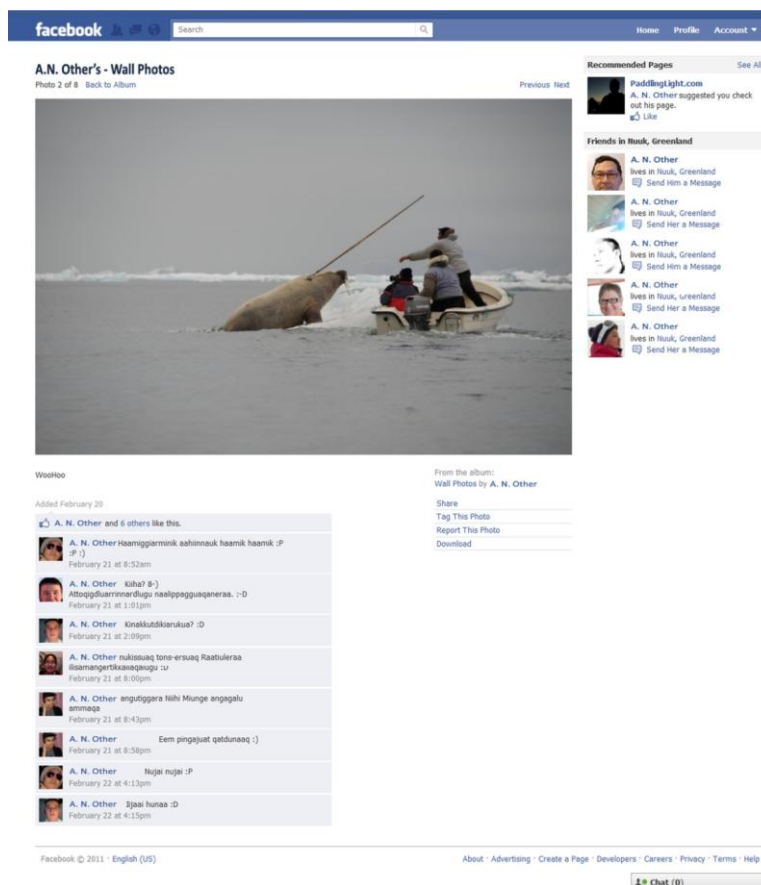 facebook
Search
Home Profile Account
A.N. Other's - Wall Photos
Photo 2 of 8 Back to Album
Previous Next
WooHoo
Added February 20
A. N. Other and 6 others like this.
A. N. Other Haamiggiarminik aahiinnauk haamik haamik :P
:P :)
February 21 at 8:52am
A. N. Other Kiiha? 8-)
Attoqigdluarrinnardlugu naalippagguaqaneraa. :-D
February 21 at 1:01pm
A. N. Other Kinakkutdikiarukua? :D
February 21 at 2:09pm
A. N. Other nukissuaq tons-ersuaq Raatiuleraa
February 21 at 8:00pm
A. N. Other angutiggara Niihi Miunge angagalu
ammaqa
February 21 at 8:43pm
A. N. Other Eem pingajuat qatdunaaq :)
February 21 at 8:58pm
A. N. Other Nujai nujai :P
February 22 at 4:13pm
A. N. Other Ijaai hunaa :D
February 22 at 4:15pm
From the album:
Wall Photos by A. N. Other
Share
Tag This Photo
Report This Photo
Download
Recommended Pages See All
PaddlingLight.com
A. N. Other suggested you check
out his page.
Like
Friends in Nuuk, Greenland
A. N. Other
lives in Nuuk, Greenland
Send Him a Message
A. N. Other
lives in Nuuk, Greenland
Send Her a Message
A. N. Other
lives in Nuuk, Greenland
Send Him a Message
A. N. Other
lives in Nuuk, Greenland
Send Her a Message
A. N. Other
lives in Nuuk, Greenland
Send Her a Message
Facebook © 2011 · English (US)
About · Advertising · Create a Page · Developers · Careers · Privacy · Terms · Help
Chat (0)